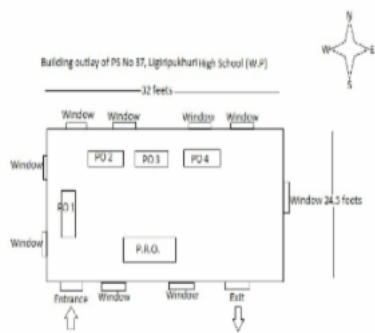 N
W E
S
Building outlay of PS No 37, Ligiripukhuri High School (W.P)
32 feets
Window Window Window Window
Window
PO 2 PO 3 PO 4
PO 1
Window 24.5 feets
Window
P.R.O.
Entrance Window Window Exit